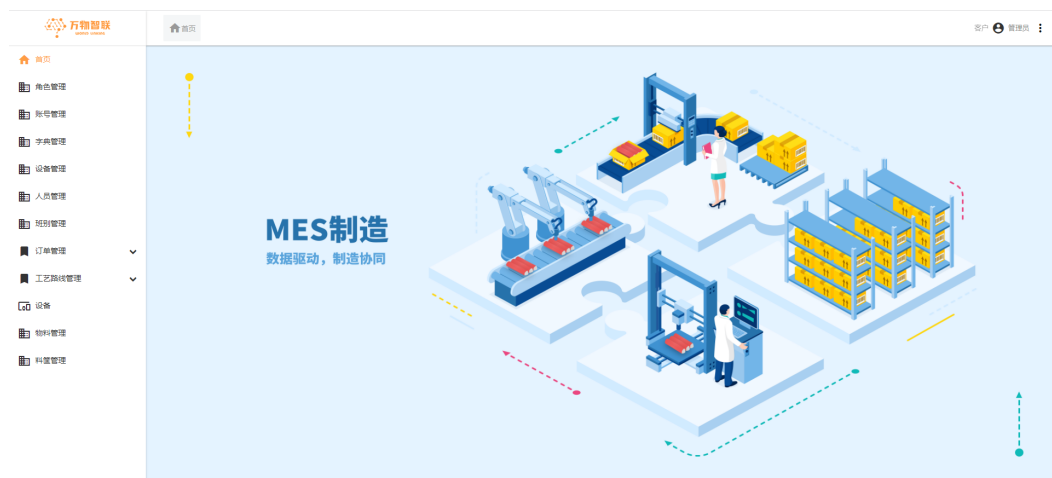 万物智联
首页
客户
管理员
首页
角色管理
账号管理
字典管理
设备管理
人员管理
班别管理
订单管理
工艺路线管理
设备
物料管理
料筐管理
MES制造
数据驱动，制造协同